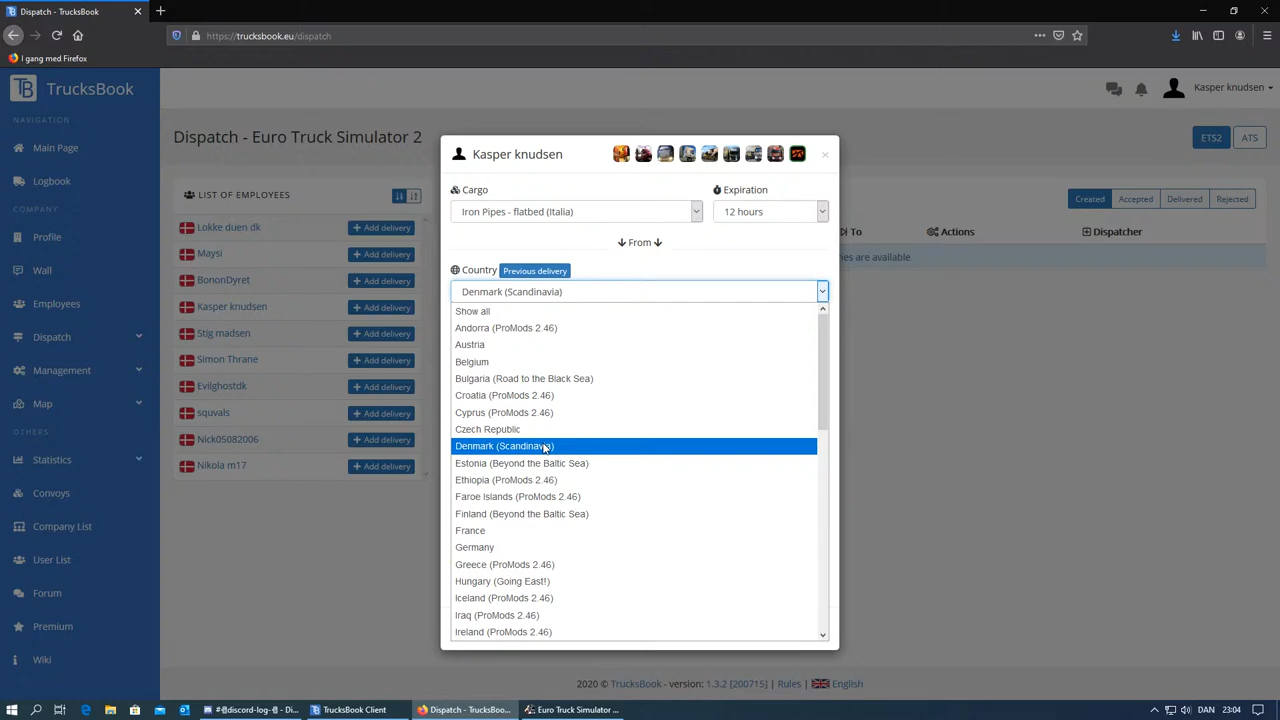 Dispatch - TrucksBook
https://trucksbook.eu/dispatch
I gang med Firefox
TB TrucksBook
Kasper knudsen
NAVIGATION
Main Page
Logbook
COMPANY
Profile
Wall
Employees
Dispatch
Management
Map
OTHERS
Statistics
Convoys
Company List
User List
Forum
Premium
Wiki
Dispatch - Euro Truck Simulator 2
ETS2
ATS
LIST OF EMPLOYEES
Lokke duen dk + Add delivery
Maysi + Add delivery
BononDyret + Add delivery
Kasper knudsen + Add delivery
Stig madsen + Add delivery
Simon Thrane + Add delivery
Evilghostdk + Add delivery
squvals + Add delivery
Nick05082006 + Add delivery
Nikola m17 + Add delivery
Created Accepted Delivered Rejected
To Actions Dispatcher
ries are available
Kasper knudsen
Cargo
Expiration
Iron Pipes - flatbed (Italia)
12 hours
From
Country Previous delivery
Denmark (Scandinavia)
Show all
Andorra (ProMods 2.46)
Austria
Belgium
Bulgaria (Road to the Black Sea)
Croatia (ProMods 2.46)
Cyprus (ProMods 2.46)
Czech Republic
Denmark (Scandinavia)
Estonia (Beyond the Baltic Sea)
Ethiopia (ProMods 2.46)
Faroe Islands (ProMods 2.46)
Finland (Beyond the Baltic Sea)
France
Germany
Greece (ProMods 2.46)
Hungary (Going East!)
Iceland (ProMods 2.46)
Iraq (ProMods 2.46)
Ireland (ProMods 2.46)
2020 © TrucksBook - version: 1.3.2 [200715] | Rules | English
TrucksBook Client
Dispatch - TrucksBo...
Euro Truck Simulator ...
DAN
23:04